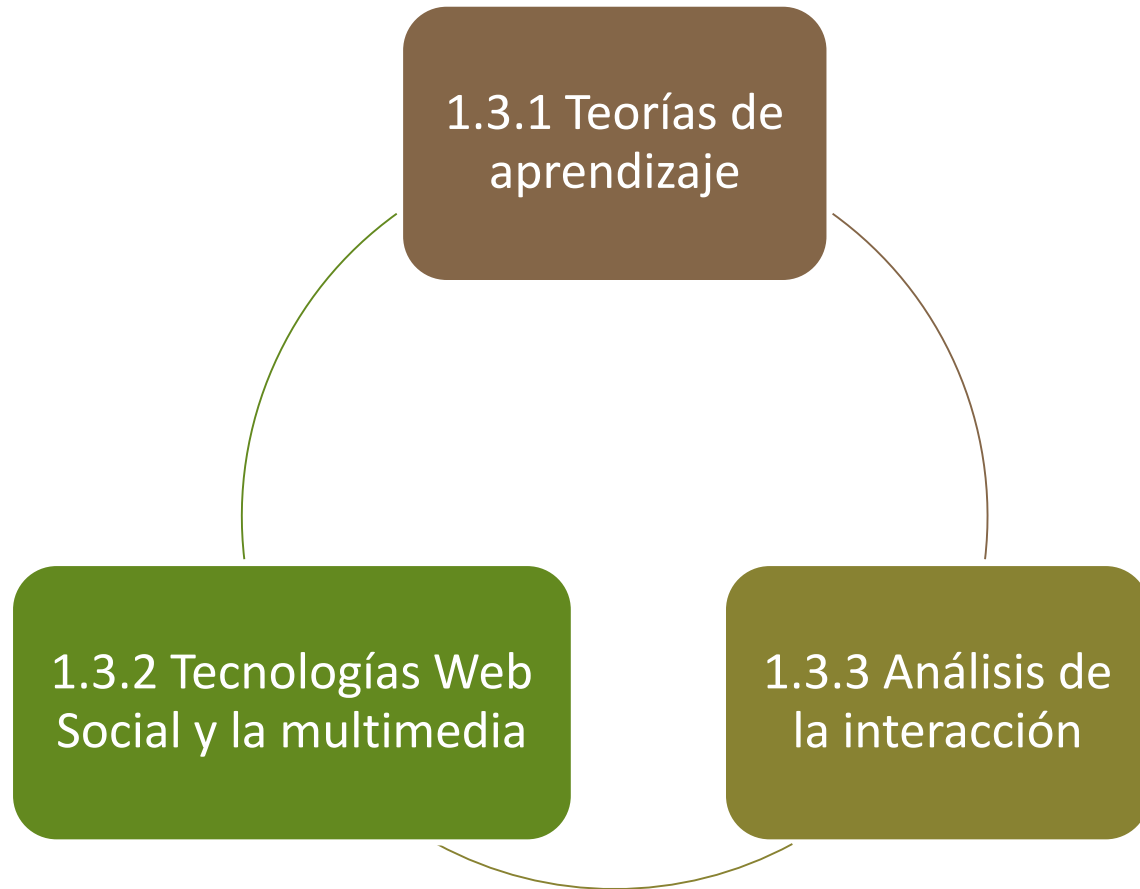 1.3.1 Teorías de
aprendizaje
1.3.2 Tecnologías Web
Social y la multimedia
1.3.3 Análisis de
la interacción